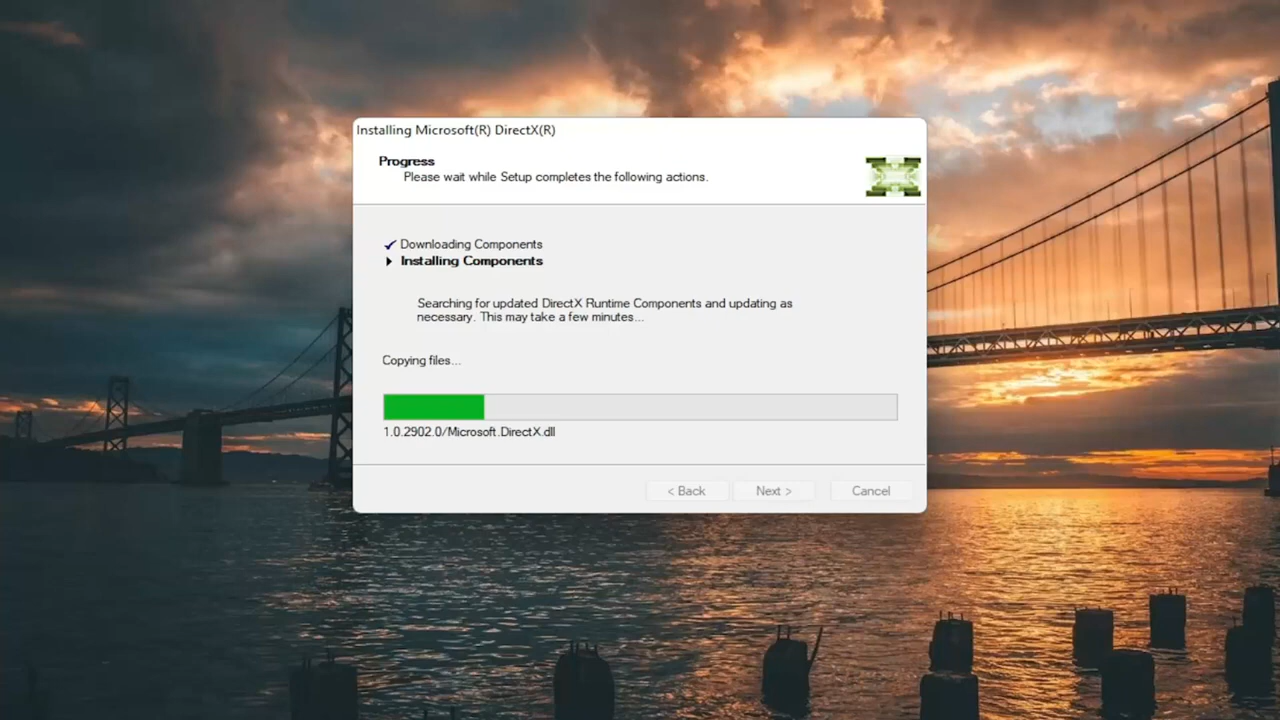 Installing Microsoft(R) DirectX(R)
Progress
Please wait while Setup completes the following actions.
Downloading Components
Installing Components
Searching for updated DirectX Runtime Components and updating as
necessary. This may take a few minutes...
Copying files...
1.0.2902.0/Microsoft.DirectX.dll
< Back
Next >
Cancel